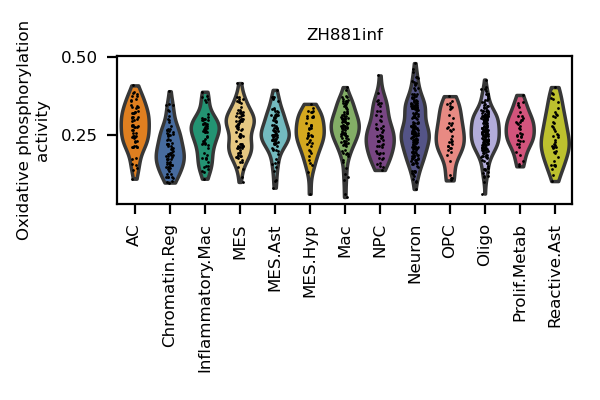 ZH881inf
Oxidative phosphorylation
activity
0.50
0.25
AC
Chromatin.Reg
Inflammatory.Mac
MES
MES.Ast
MES.Hyp
Mac
NPC
Neuron
OPC
Oligo
Prolif.Metab
Reactive.Ast